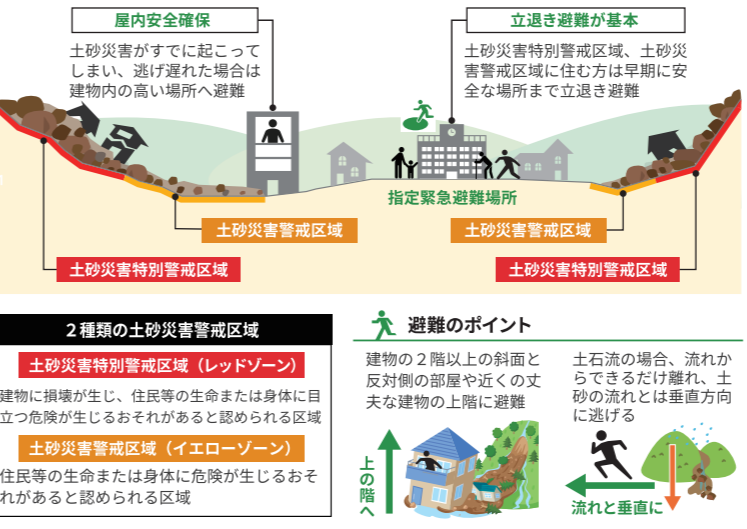 屋内安全確保
土砂災害がすでに起こって
しまい、逃げ遅れた場合は
建物内の高い場所へ避難
立退き避難が基本
土砂災害特別警戒区域、土砂災
害警戒区域に住む方は早期に安
全な場所まで立退き避難
指定緊急避難場所
土砂災害警戒区域
土砂災害警戒区域
土砂災害特別警戒区域
土砂災害特別警戒区域
2種類の土砂災害警戒区域
土砂災害特別警戒区域（レッドゾーン）
建物に損壊が生じ、住民等の生命または身体に目
立つ危険が生じるおそれがあると認められる区域
土砂災害警戒区域（イエローゾーン）
住民等の生命または身体に危険が生じるおそ
れがあると認められる区域
避難のポイント
建物の2階以上の斜面と
反対側の部屋や近くの丈
夫な建物の上階に避難
上の階へ
土石流の場合、流れか
らできるだけ離れ、土
砂の流れとは垂直方向
に逃げる
流れと垂直に